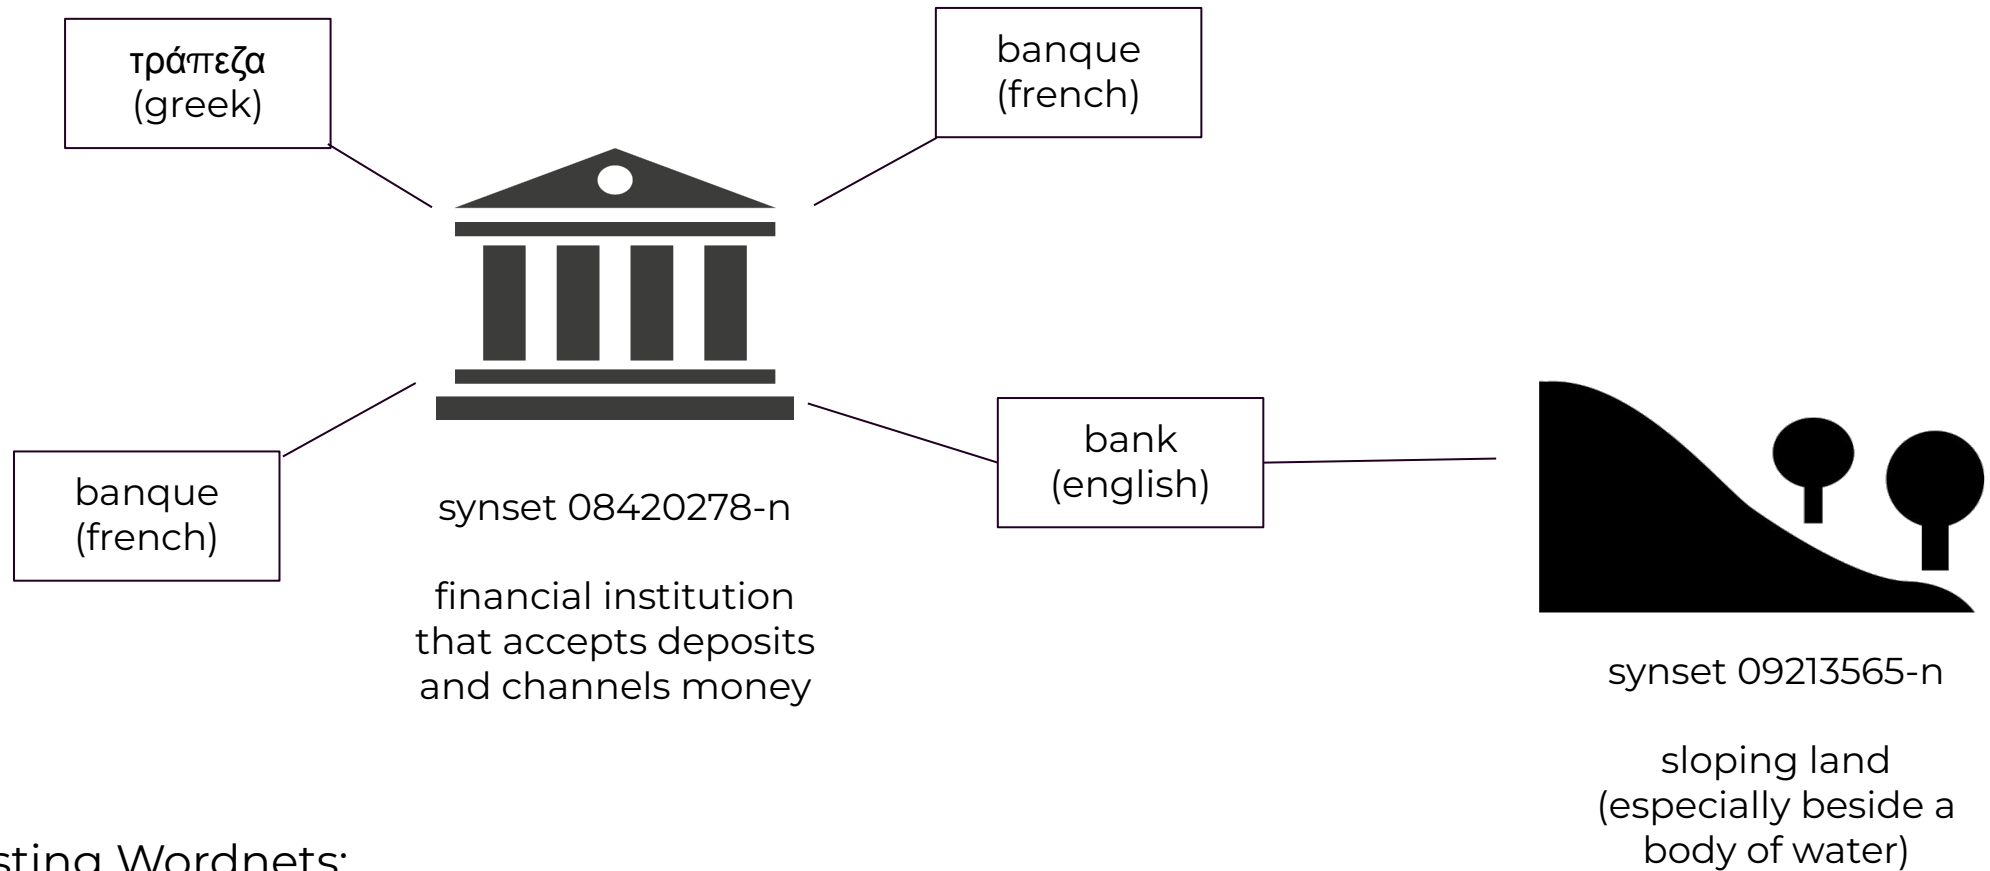 τράπεζα
(greek)
banque
(french)
banque
(french)
bank
(english)
synset 08420278-n
financial institution
that accepts deposits
and channels money
synset 09213565-n
sloping land
(especially beside a
body of water)
Wordnets: